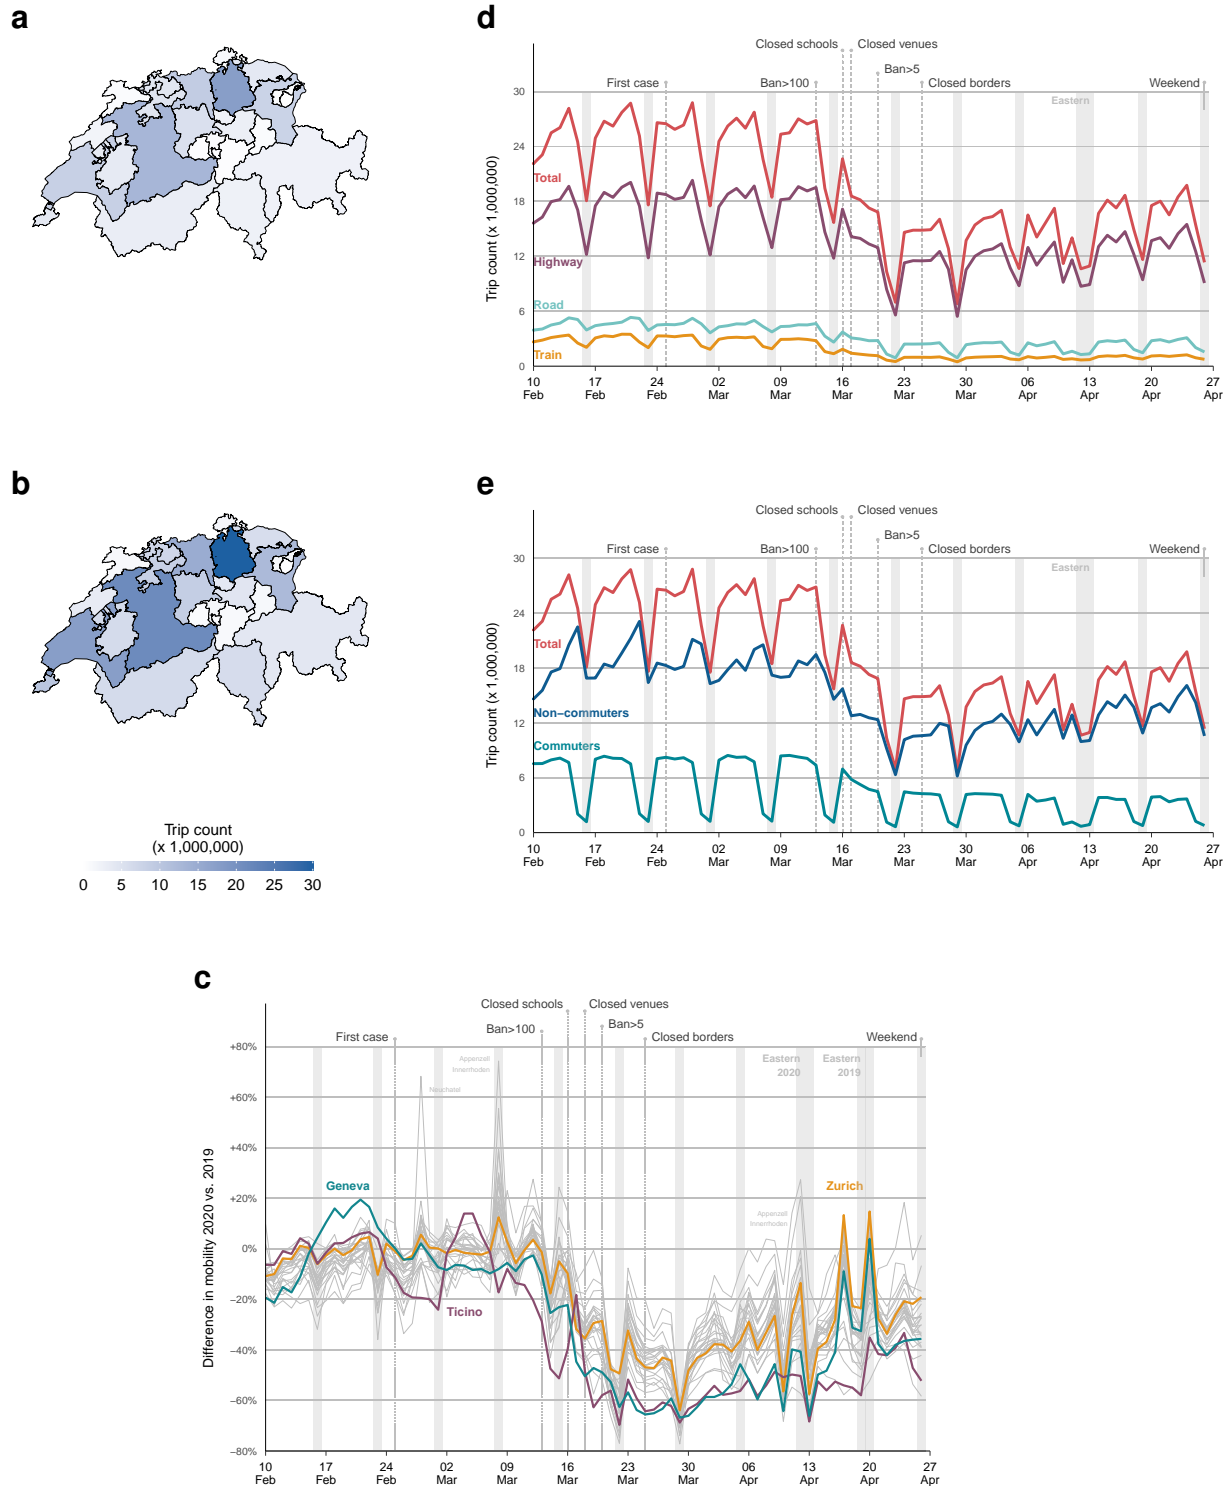 a
d
Closed schools
Closed venues
Ban>5
First case
Ban>100
Closed borders
Weekend
30
Eastern
24
Total
18
Trip count (x 1,000,000)
12
Highway
Road
6
Train
0
10 17 24 02 09 16 23 30 06 13 20 27
Feb Feb Feb Mar Mar Mar Mar Mar Apr Apr Apr Apr
b
e
Closed schools
Closed venues
Ban>5
First case
Ban>100
Closed borders
Weekend
30
Eastern
24
Total
18
Trip count (x 1,000,000)
Non–commuters
12
Commuters
6
0
10 17 24 02 09 16 23 30 06 13 20 27
Feb Feb Feb Mar Mar Mar Mar Mar Apr Apr Apr Apr
Trip count
(x 1,000,000)
0 5 10 15 20 25 30
c
Closed schools
Closed venues
Ban>5
Ban>100
First case
Closed borders
Weekend
+80%
Appenzell
Innerrhoden
Eastern
2020
Eastern
2019
Neuchatel
+60%
+40%
Difference in mobility 2020 vs. 2019
Geneva
Zurich
+20%
Appenzell
Innerrhoden
0%
−20%
Ticino
−40%
−60%
−80%
10 17 24 02 09 16 23 30 06 13 20 27
Feb Feb Feb Mar Mar Mar Mar Mar Apr Apr Apr Apr